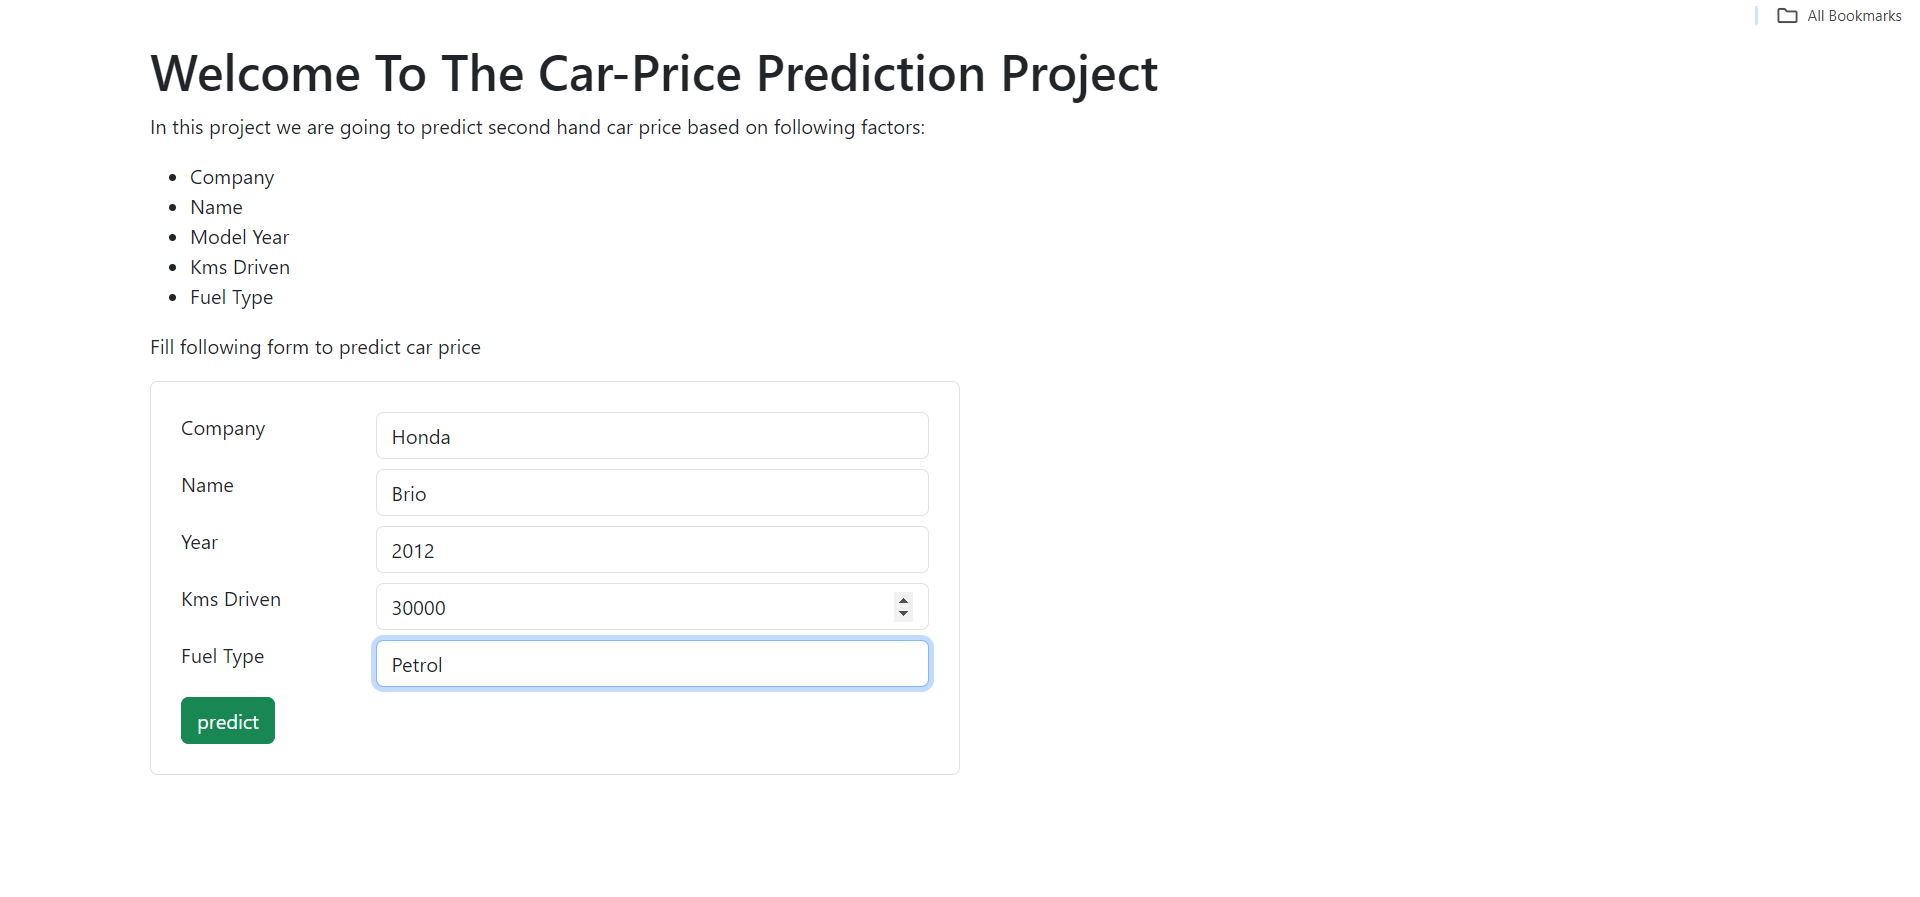 All Bookmarks
Welcome To The Car-Price Prediction Project
In this project we are going to predict second hand car price based on following factors:
Company
Name
Model Year
Kms Driven
Fuel Type
Fill following form to predict car price
Company Honda
Name Brio
Year 2012
Kms Driven 30000
Fuel Type Petrol
predict